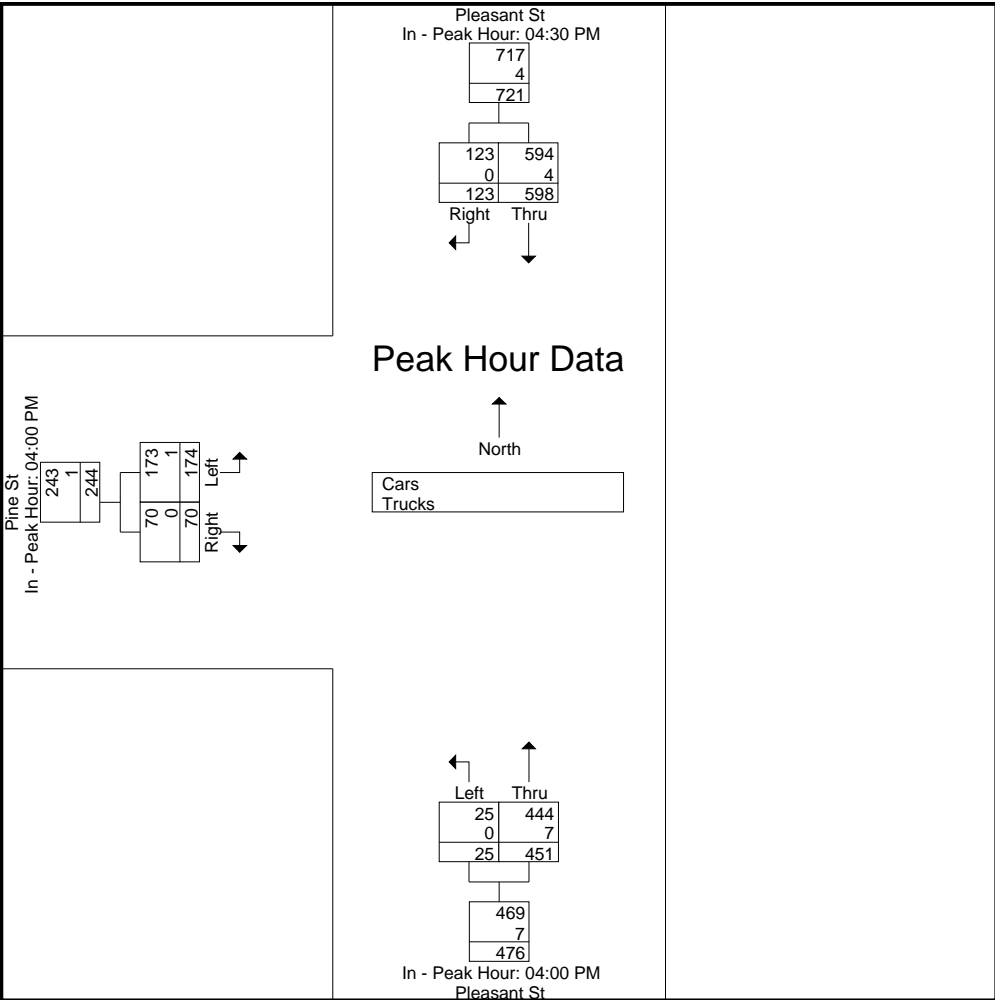 Pleasant St
In - Peak Hour: 04:30 PM
717
4
721
123 594
0 4
123 598
Right Thru
Peak Hour Data
North
Cars
Trucks
Pine St
In - Peak Hour: 04:00 PM
243
1
244
173
1
174
Left
70
0
70
Right
Left Thru
25 444
0 7
25 451
469
7
476
In - Peak Hour: 04:00 PM
Pleasant St